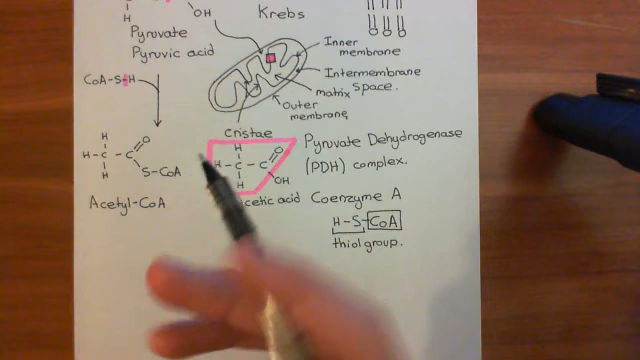 H
OH
Krebs
Pyruvate
Pyruvic acid
CoA-S-H
Inner
membrane
Intermembrane
Space.
matrix
Outer
membrane
Cristae
H
H-C-C
O
H
S-CoA
Acetyl-CoA
H
H-C-C
O
OH
H
acetic acid
Pyruvate Dehydrogenase
(PDH) complex.
Coenzyme A
H-S-CoA
thiol group.